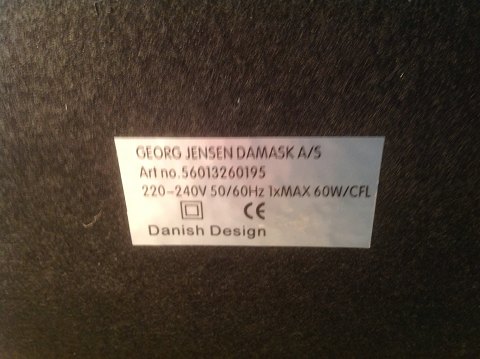 GEORG JENSEN DAMASK A/S
Art no.56013260195
220-240V 50/60Hz 1xMAX 60W/CFL
CE
Danish Design